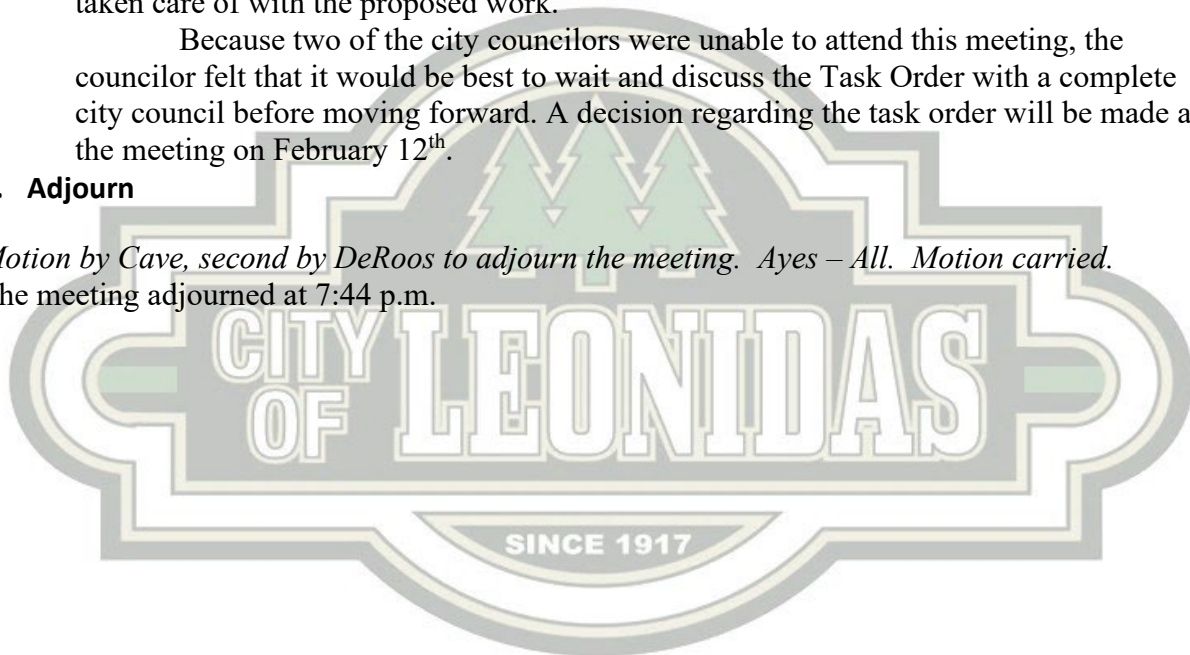 taken care of with the proposed work.
Because two of the city councilors were unable to attend this meeting, the
councilor felt that it would be best to wait and discuss the Task Order with a complete
city council before moving forward. A decision regarding the task order will be made a
the meeting on February 12th.
. Adjourn
Motion by Cave, second by DeRoos to adjourn the meeting. Ayes – All. Motion carried.
he meeting adjourned at 7:44 p.m.
CITY OF LEONIDAS
SINCE 1917